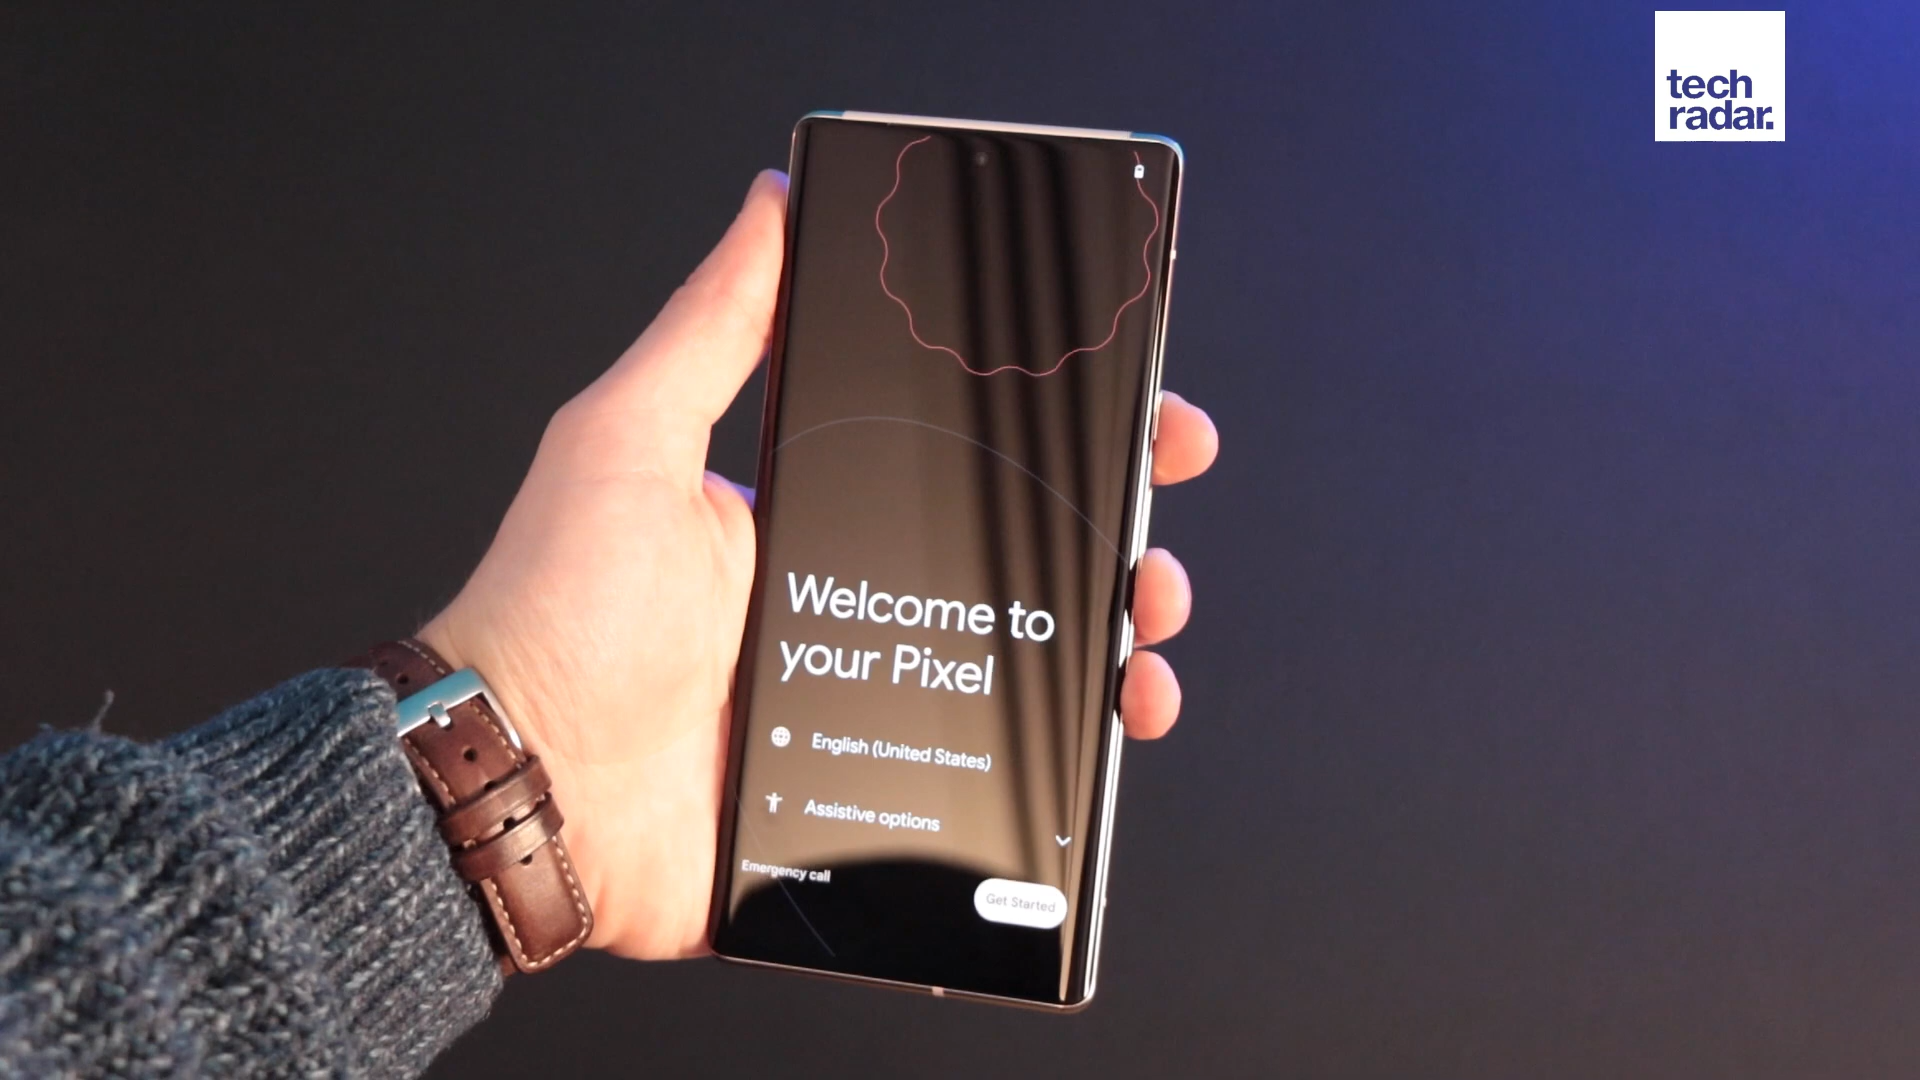 tech
radar.
Welcome to
your Pixel
English (United States)
Assistive options
Emergency call
Get Started